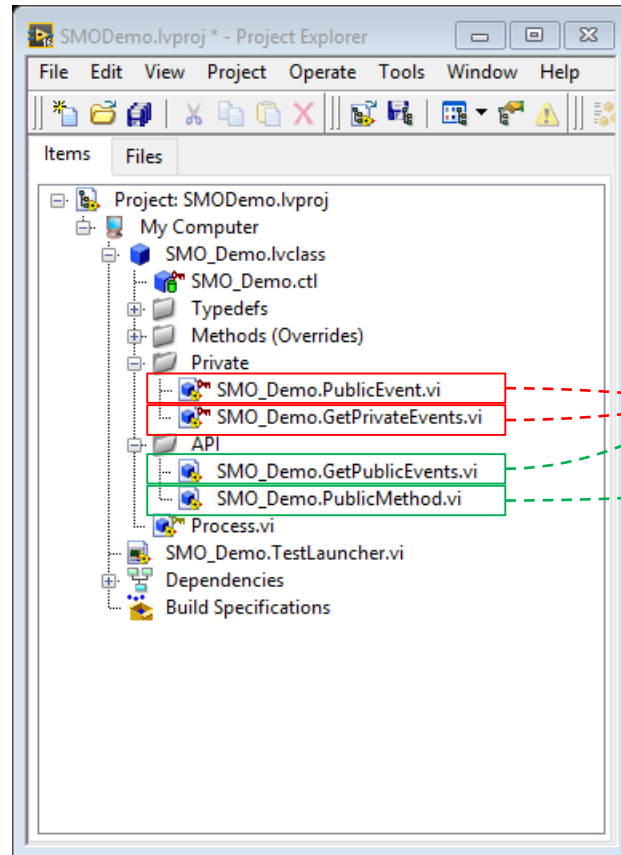 SMODemo.lvproj * - Project Explorer
File Edit View Project Operate Tools Window Help
Items Files
Project: SMODemo.lvproj
My Computer
SMO_Demo.lvclass
SMO_Demo.ctl
Typedefs
Methods (Overrides)
Private
SMO_Demo.PublicEvent.vi
SMO_Demo.GetPrivateEvents.vi
API
SMO_Demo.GetPublicEvents.vi
SMO_Demo.PublicMethod.vi
Process.vi
SMO_Demo.TestLauncher.vi
Dependencies
Build Specifications